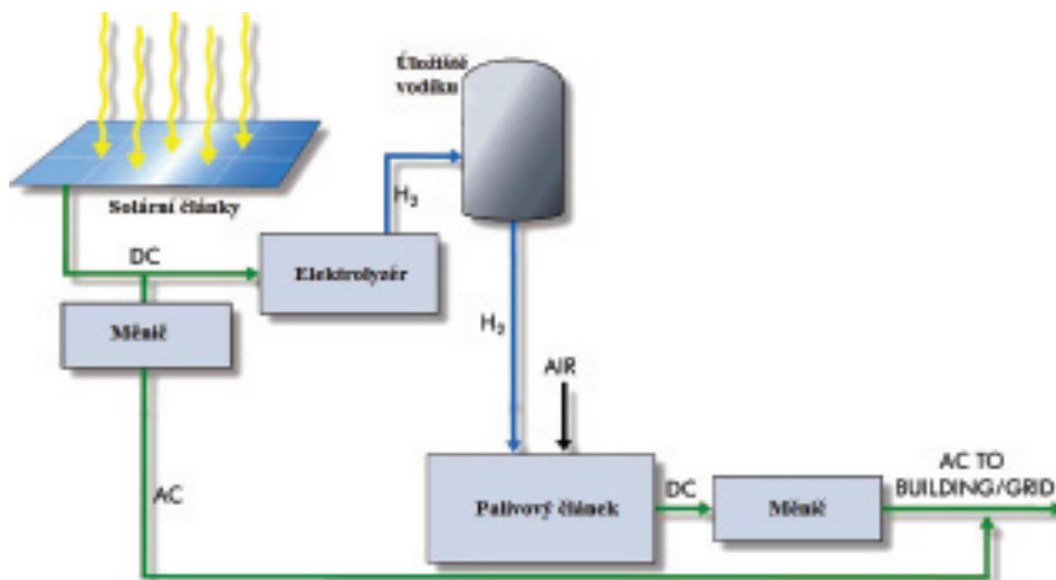 Úložiště
vodíku
Solární články
H₂
DC
Elektrolyzér
Měnič
H₂
AIR
AC
Palivový článek
DC
Měnič
AC TO
BUILDING/GRID